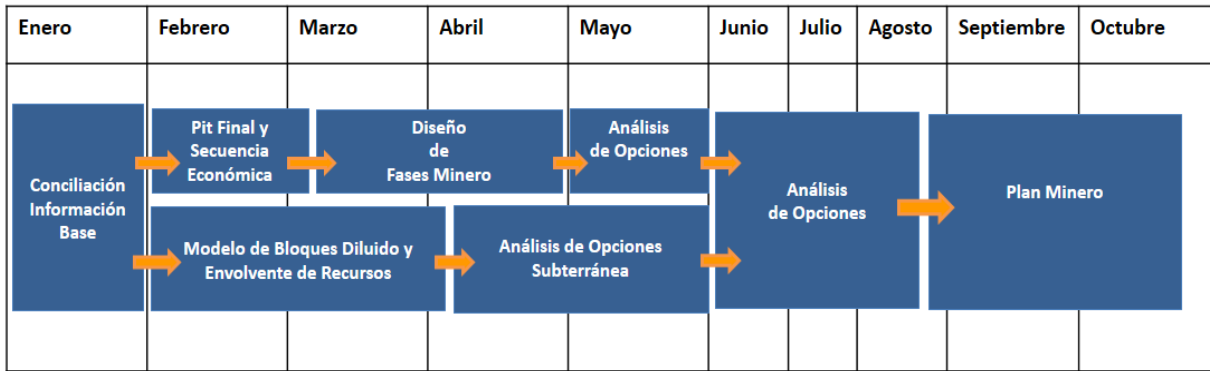 Enero Febrero Marzo Abril Mayo Junio Julio Agosto Septiembre Octubre
Conciliación
Información
Base
Pit Final y
Secuencia
Económica
Diseño
de
Fases Minero
Análisis
de Opciones
Modelo de Bloques Diluido y
Envolvente de Recursos
Análisis de Opciones
Subterránea
Análisis
de Opciones
Plan Minero